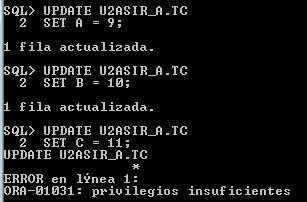 SQL> UPDATE U2ASIR_A.TC
  2  SET A = 9;
1 fila actualizada.
SQL> UPDATE U2ASIR_A.TC
  2  SET B = 10;
1 fila actualizada.
SQL> UPDATE U2ASIR_A.TC
  2  SET C = 11;
UPDATE U2ASIR_A.TC
*
ERROR en lýnea 1:
ORA-01031: privilegios insuficientes